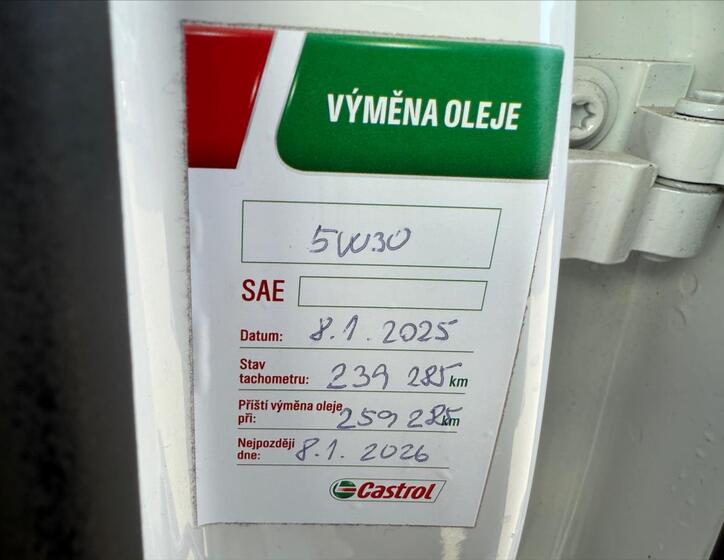 VÝMĚNA OLEJE
5W30
SAE
Datum: 8.1.2025
Stav
tachometru: 239 285 km
Příští výměna oleje
při: 259 285 km
Nejpozději
dne: 8.1.2026
Castrol